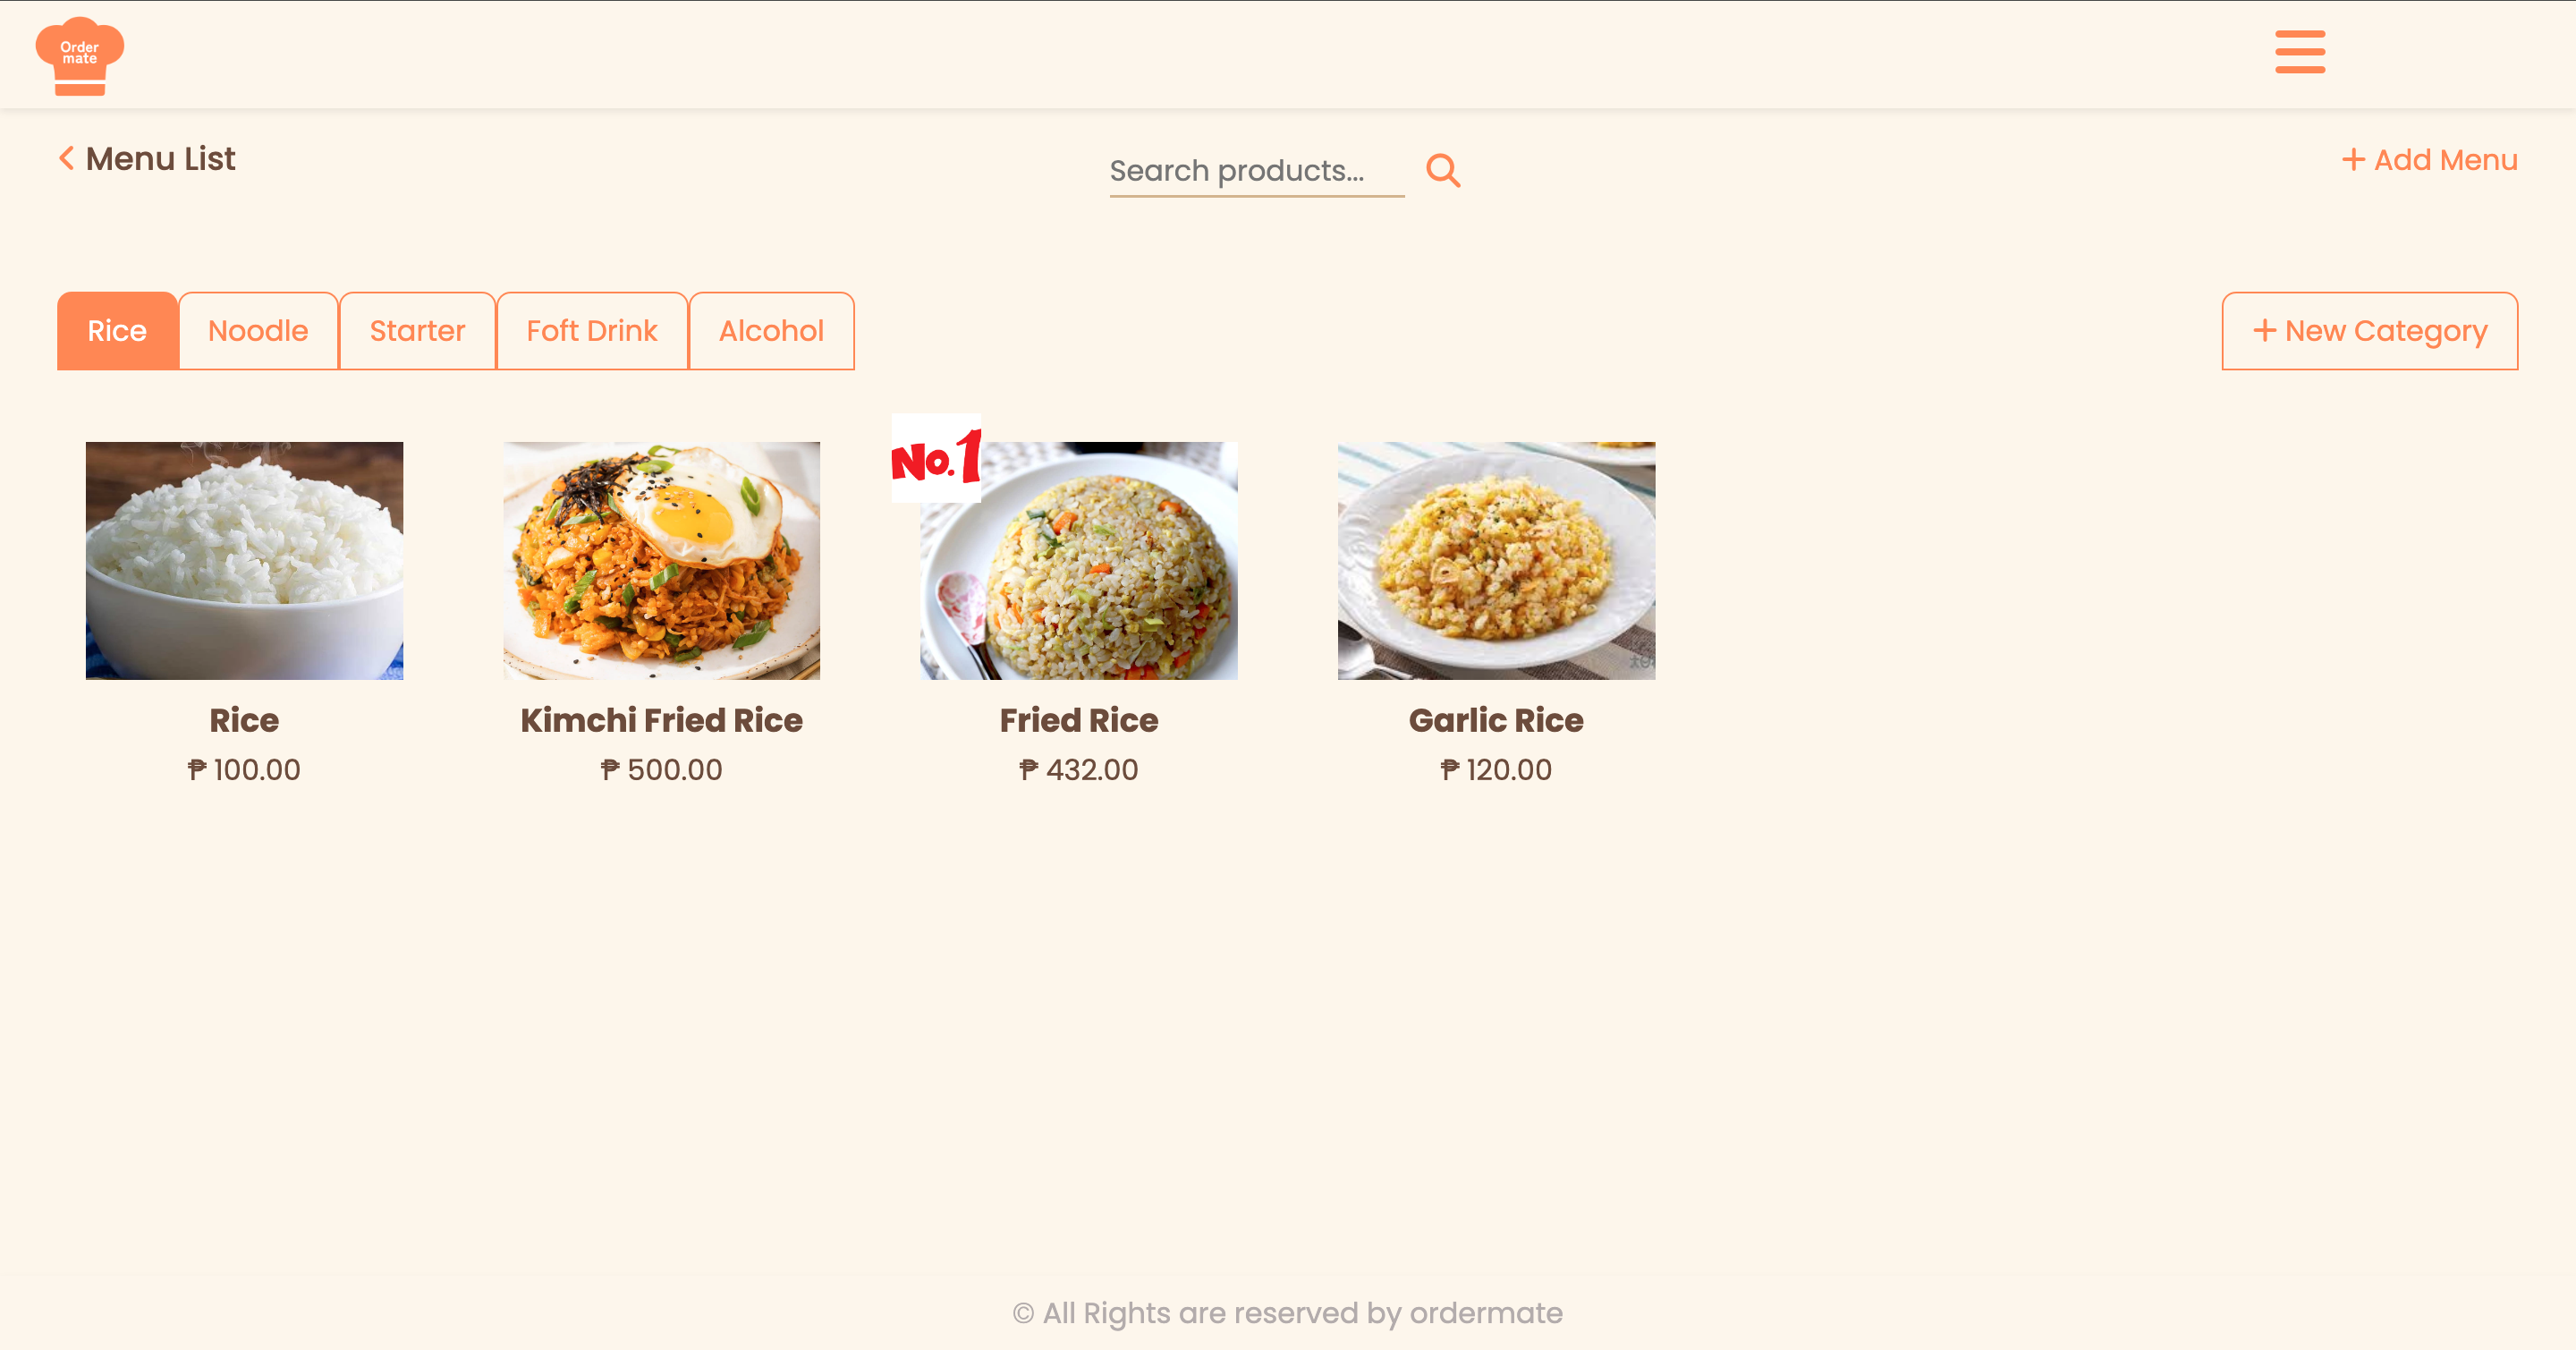 Order
mate
Menu List
Search products...
+ Add Menu
Rice
Noodle
Starter
Foft Drink
Alcohol
+ New Category
No.1
Rice
₱ 100.00
Kimchi Fried Rice
₱ 500.00
Fried Rice
₱ 432.00
Garlic Rice
₱ 120.00
© All Rights are reserved by ordermate